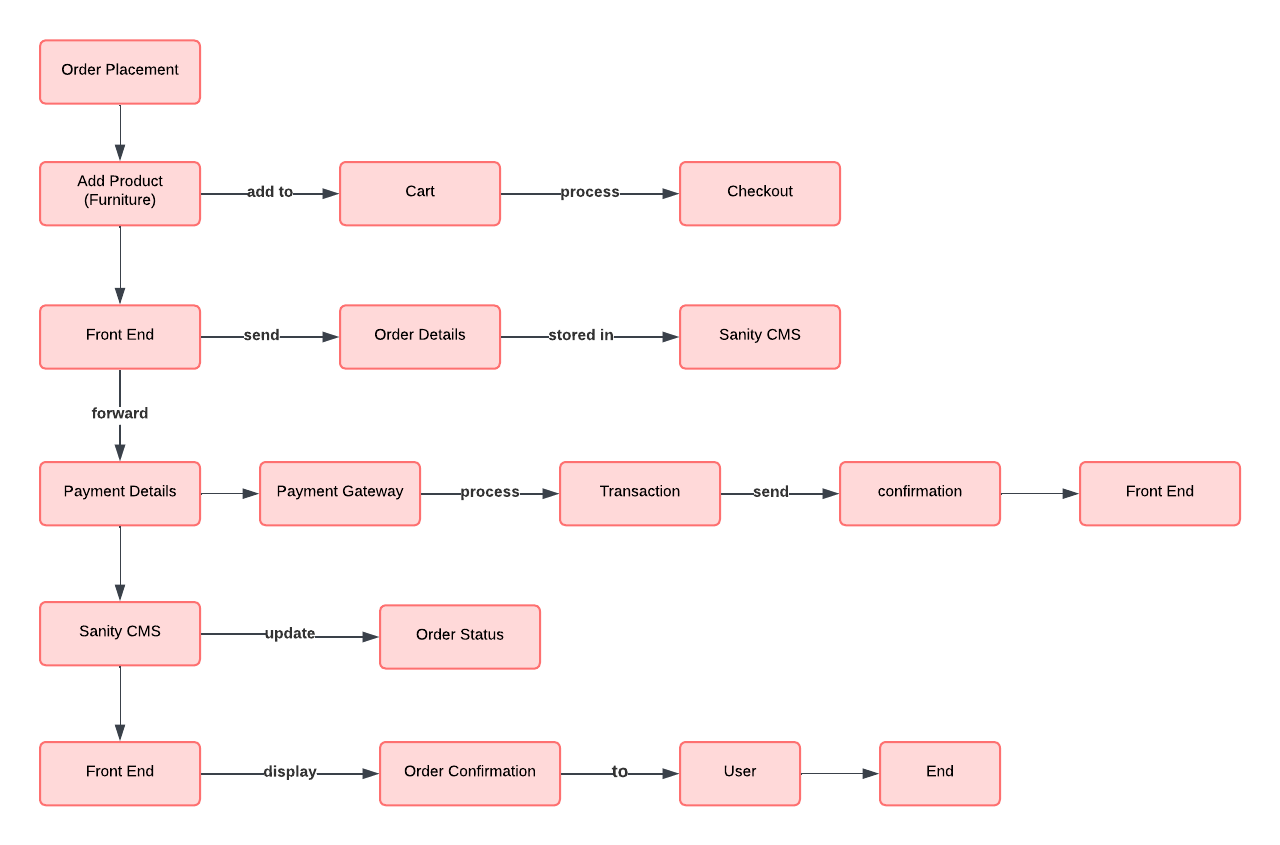 Order Placement
Add Product
(Furniture)
add to
Cart
process
Checkout
Front End
send
Order Details
stored in
Sanity CMS
forward
Payment Details
Payment Gateway
process
Transaction
send
confirmation
Front End
Sanity CMS
update
Order Status
Front End
display
Order Confirmation
to
User
End